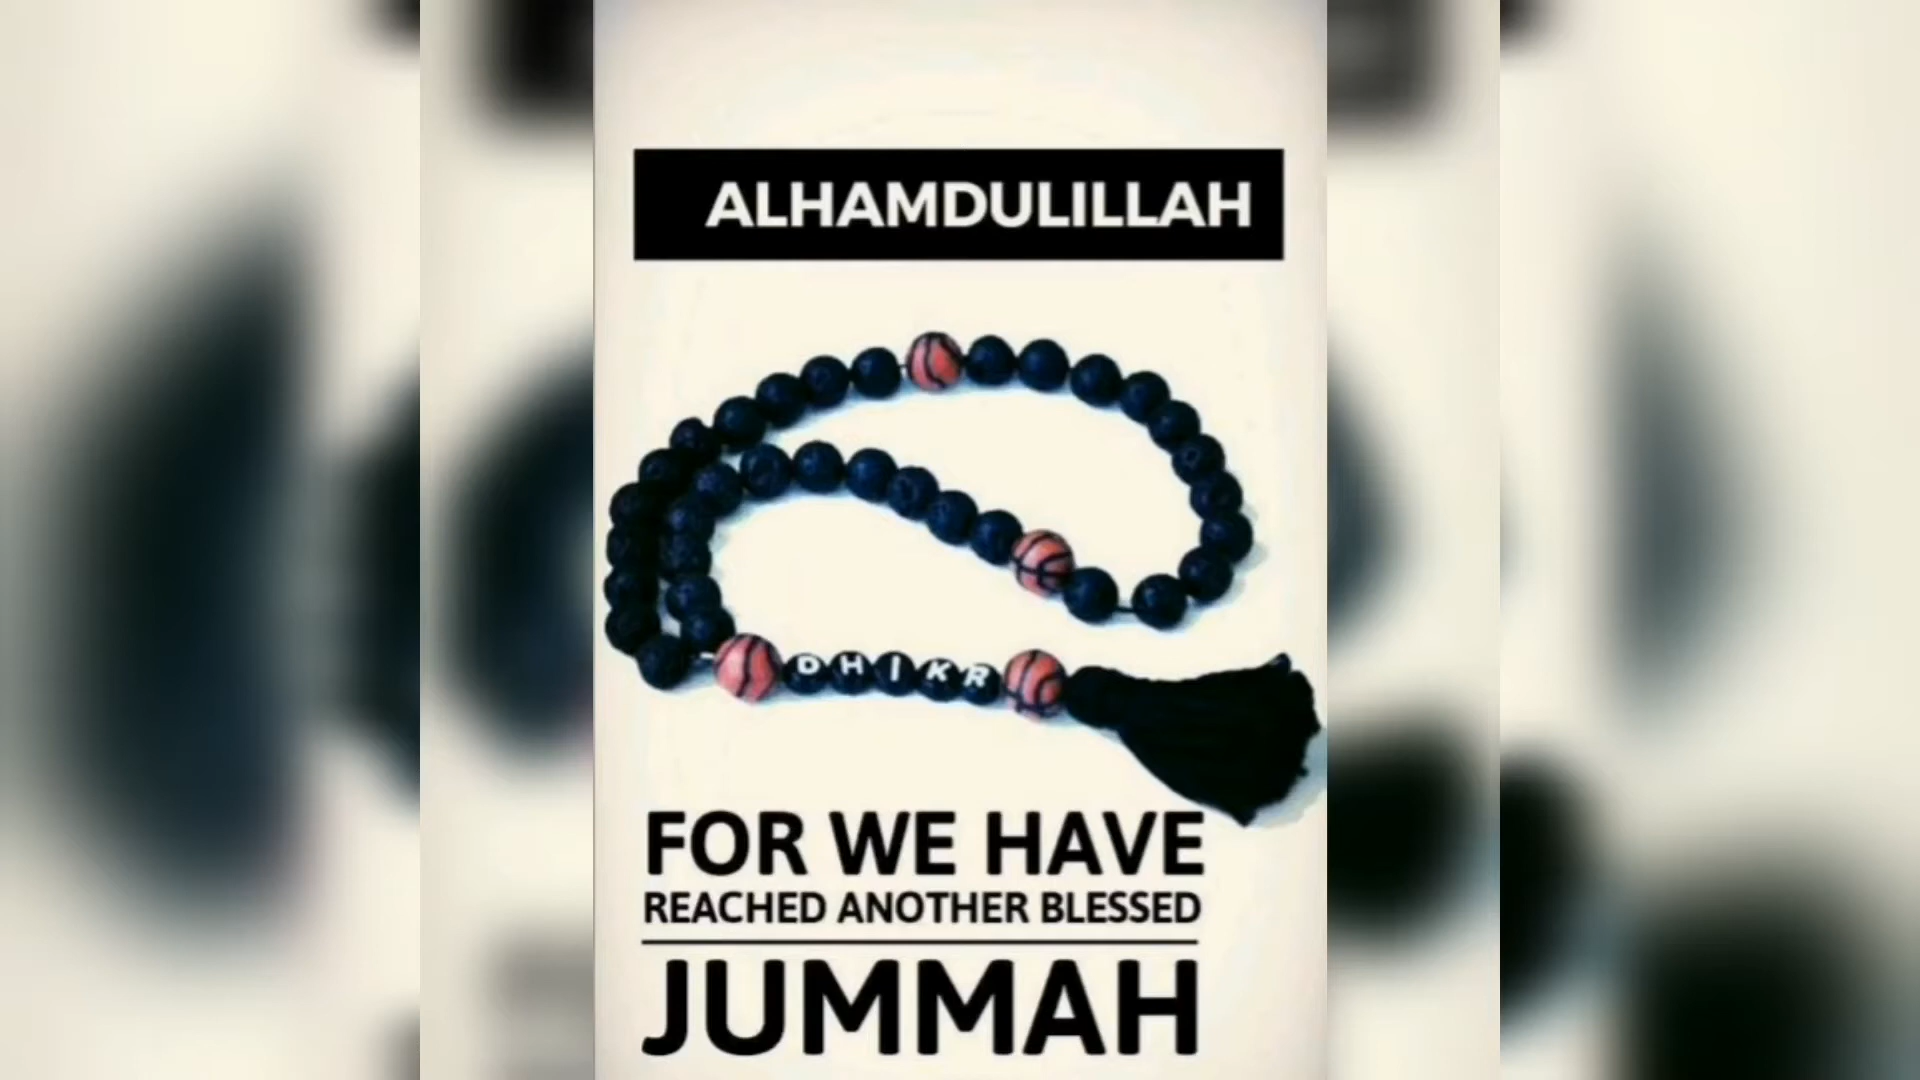 ALHAMDULILLAH
DHIKR
FOR WE HAVE
REACHED ANOTHER BLESSED
JUMMAH